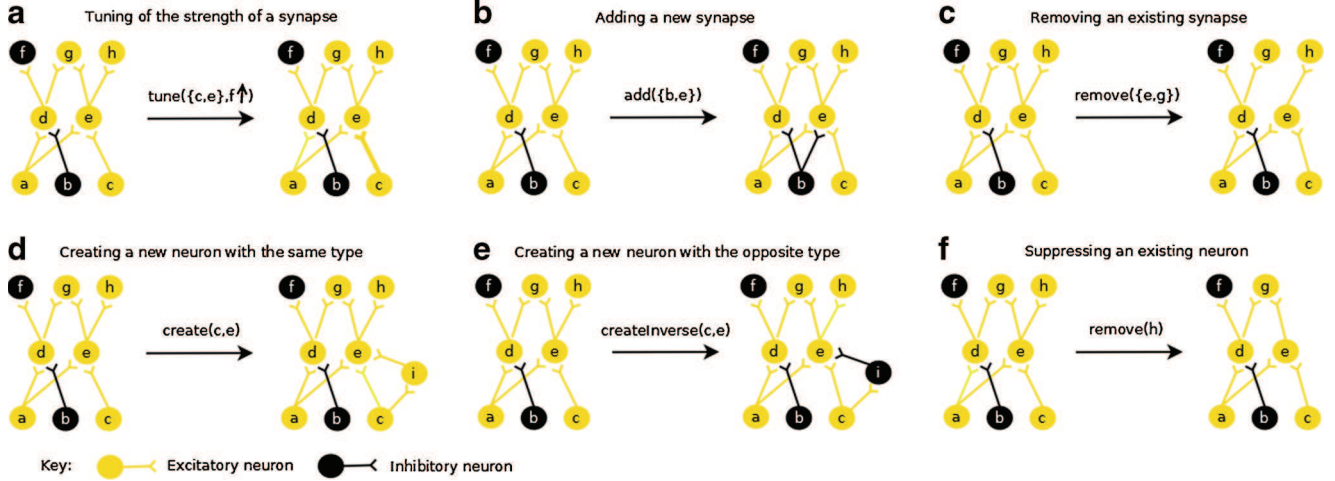 a Tuning of the strength of a synapse
f g h f g h
tune({c,e},f↑)
d e d e
a b c a b c
b Adding a new synapse
f g h f g h
add({b,e})
d e d e
a b c a b c
c Removing an existing synapse
f g h f g h
remove({e,g})
d e d e
a b c a b c
d Creating a new neuron with the same type
f g h f g h
create(c,e)
d e d e
i
a b c a b c
e Creating a new neuron with the opposite type
f g h f g h
createInverse(c,e)
d e d e
i
a b c a b c
f Suppressing an existing neuron
f g h f g
remove(h)
d e d e
a b c a b c
Key: Excitatory neuron Inhibitory neuron